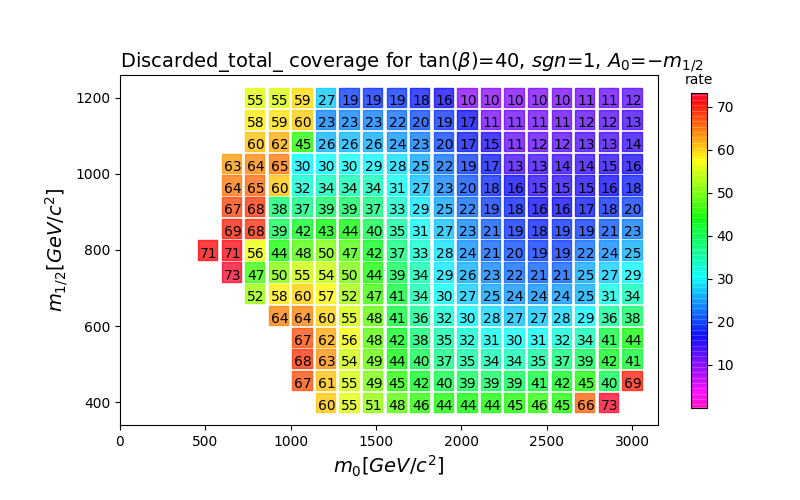 Discarded_total_ coverage for tan(β)=40, sgn=1, A₀=−m₁/₂
rate
55 55 59 27 19 19 19 18 16 10 10 10 10 10 11 11 12
58 59 60 23 23 23 22 20 19 17 11 11 11 11 12 12 13
60 62 45 26 26 26 24 23 20 17 15 11 12 12 13 13 14
63 64 65 30 30 30 29 28 25 22 19 17 13 13 14 14 15 16
64 65 60 32 34 34 34 31 27 23 20 18 16 15 15 15 16 18
67 68 38 37 39 39 37 33 29 25 22 19 18 16 16 17 18 20
69 68 39 42 43 44 40 35 31 27 23 20 19 18 19 19 21 23
71 71 56 44 48 50 47 42 37 33 28 24 21 20 19 19 22 24 25
73 47 50 55 54 50 44 39 34 29 26 23 22 21 21 25 27 29
52 58 60 57 52 47 41 34 30 27 25 24 24 24 25 31 34
64 64 60 55 48 41 36 32 30 28 27 27 28 29 36 38
67 62 56 48 42 38 35 32 31 30 31 32 34 41 44
68 63 54 49 44 40 37 35 34 34 35 37 39 42 41
67 61 55 49 45 42 40 39 39 39 41 42 45 40 69
60 55 51 48 46 44 44 44 45 46 45 66 73
1200
1000
800
600
400
m₁/₂[GeV/c²]
0 500 1000 1500 2000 2500 3000
m₀[GeV/c²]
70
60
50
40
30
20
10